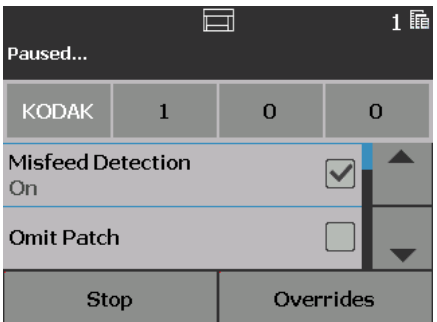 1
Paused...
KODAK 1 0 0
Misfeed Detection
On
Omit Patch
Stop Overrides